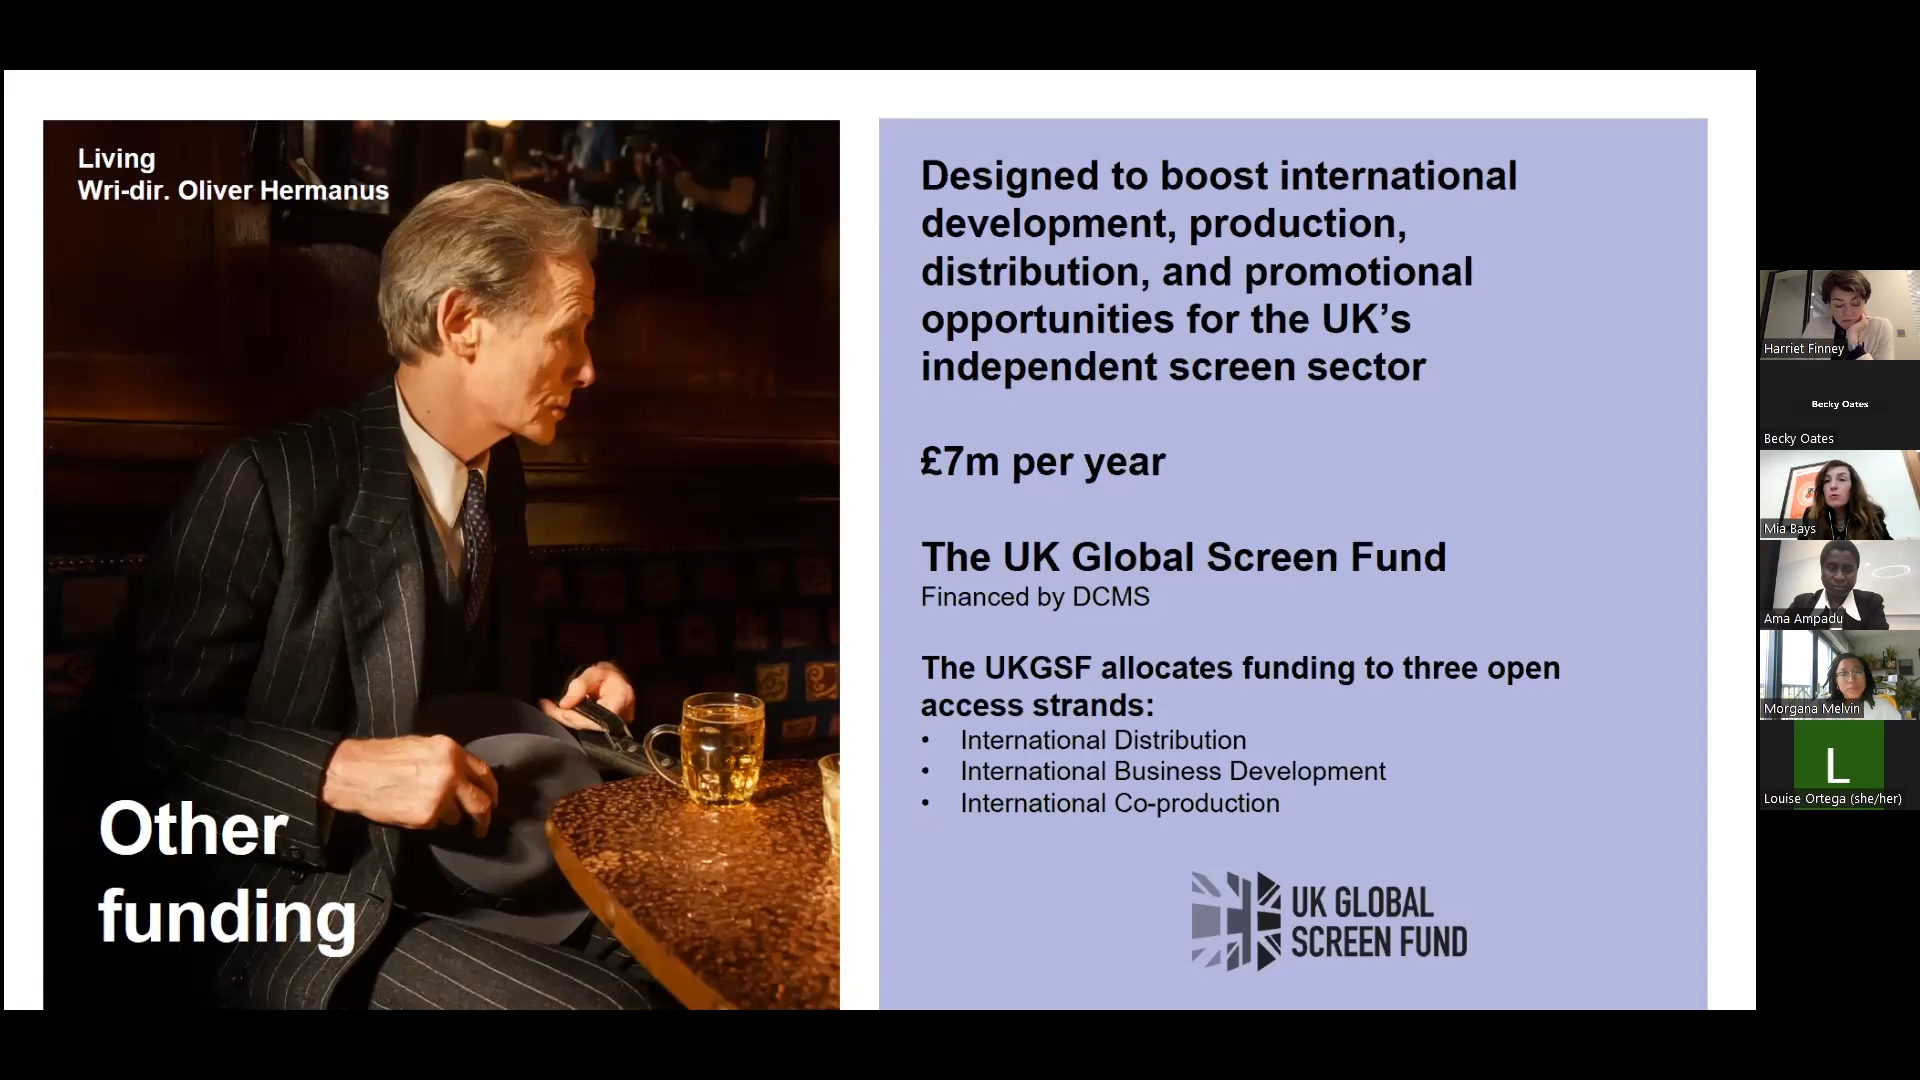 Living
Wri-dir. Oliver Hermanus
Other
funding
Designed to boost international
development, production,
distribution, and promotional
opportunities for the UK’s
independent screen sector
£7m per year
The UK Global Screen Fund
Financed by DCMS
The UKGSF allocates funding to three open
access strands:
• International Distribution
• International Business Development
• International Co-production
UK GLOBAL
SCREEN FUND
Harriet Finney
Becky Oates
Becky Oates
Mia Bays
Ama Ampadu
Morgana Melvin
L
Louise Ortega (she/her)